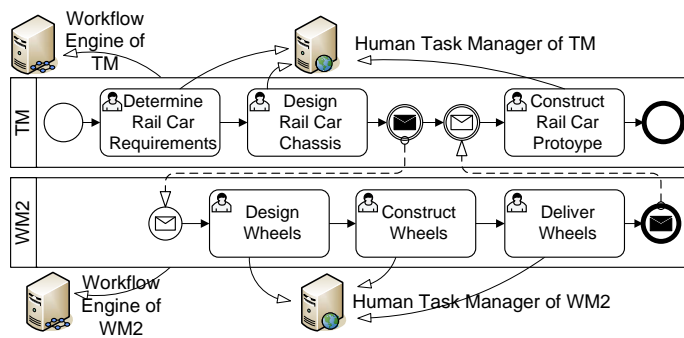 Workflow
Engine of
TM
Human Task Manager of TM
TM
Determine
Rail Car
Requirements
Design
Rail Car
Chassis
Construct
Rail Car
Protoype
WM2
Design
Wheels
Construct
Wheels
Deliver
Wheels
Workflow
Engine of
WM2
Human Task Manager of WM2